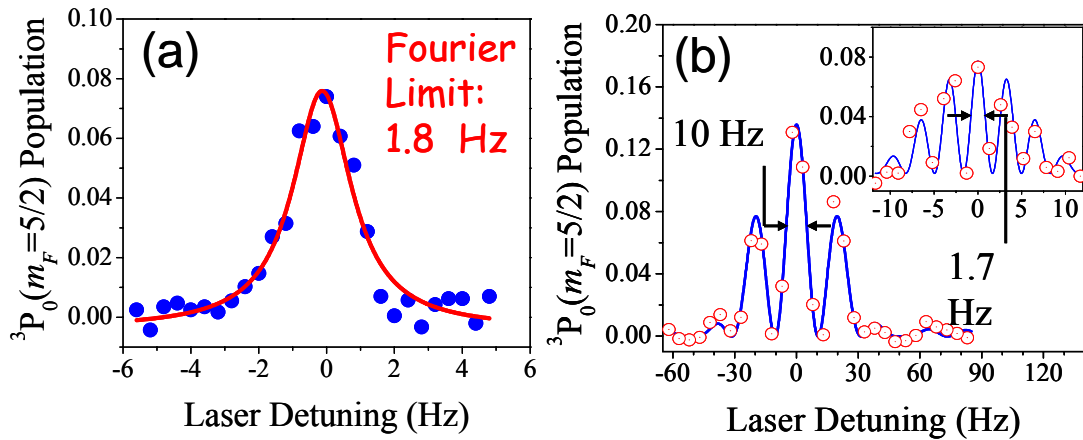 (a)
Fourier
Limit:
1.8 Hz
³P₀(m_F=5/2) Population
0.10
0.08
0.06
0.04
0.02
0.00
-6 -4 -2 0 2 4 6
Laser Detuning (Hz)
(b)
³P₀(m_F=5/2) Population
0.20
0.16
0.12
0.08
0.04
0.00
10 Hz
-60 -30 0 30 60 90 120
Laser Detuning (Hz)
0.08
0.04
0.00
-10 -5 0 5 10
1.7
Hz